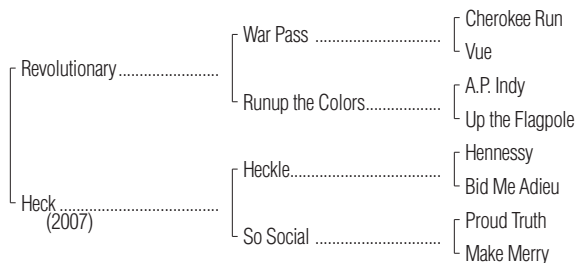 Cherokee Run
War Pass ........................................
Vue
Revolutionary................................
A.P. Indy
Runup the Colors........................
Up the Flagpole
Hennessy
Heckle................................................
Bid Me Adieu
Heck ...................................................
(2007)
Proud Truth
So Social ........................................
Make Merry